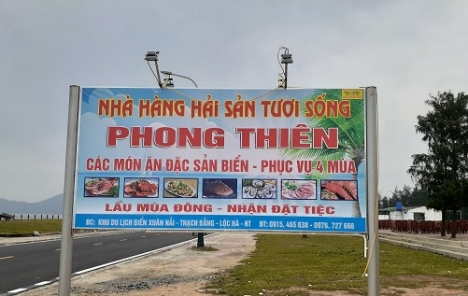 NHÀ HÀNG HẢI SẢN TƯƠI SỐNG
PHONG THIÊN
CÁC MÓN ĂN ĐẶC SẢN BIỂN - PHỤC VỤ 4 MÙA
LẨU MÙA ĐÔNG - NHẬN ĐẶT TIỆC
ĐC: KHU DU LỊCH BIỂN XUÂN HẢI - THẠCH BẰNG - LỘC HÀ - HT ĐT: 0915. 465 638 - 0976. 727 665